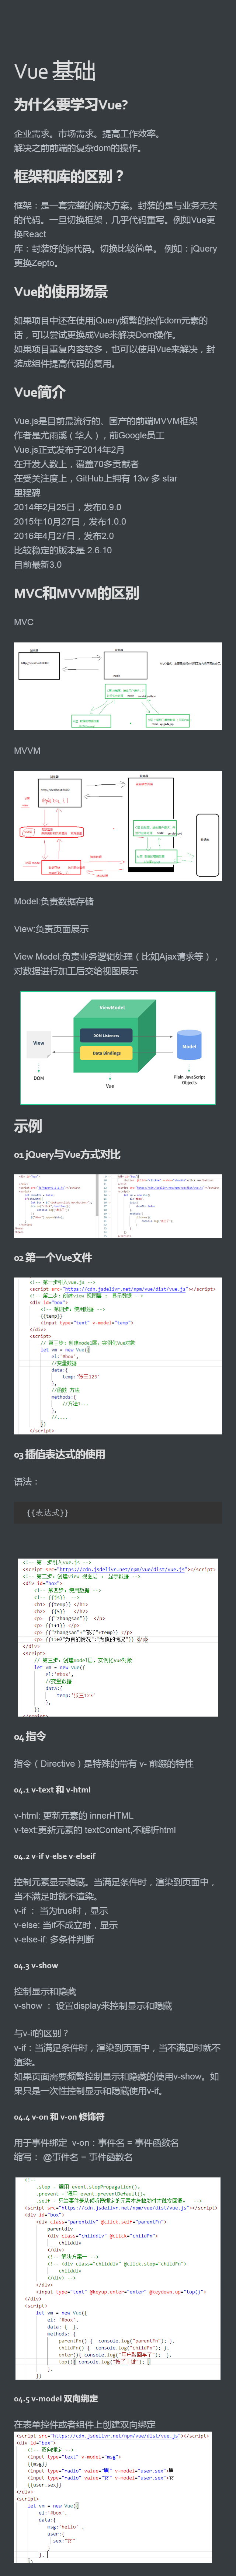 Vue 基础
为什么要学习Vue?
企业需求。市场需求。提高工作效率。
解决之前前端的复杂dom的操作。
框架和库的区别？
框架：是一套完整的解决方案。封装的是与业务无关
的代码。一旦切换框架，几乎代码重写。例如Vue更
换React
库：封装好的js代码。切换比较简单。 例如：jQuery
更换Zepto。
Vue的使用场景
如果项目中还在使用jQuery频繁的操作dom元素的
话，可以尝试更换成Vue来解决Dom操作。
如果项目重复内容较多，也可以使用Vue来解决，封
装成组件提高代码的复用。
Vue简介
Vue.js是目前最流行的、国产的前端MVVM框架
作者是尤雨溪（华人），前Google员工
Vue.js正式发布于2014年2月
在开发人数上，覆盖70多贡献者
在受关注度上，GitHub上拥有 13w 多 star
里程碑
2014年2月25日，发布0.9.0
2015年10月27日，发布1.0.0
2016年4月27日，发布2.0
比较稳定的版本是 2.6.10
目前最新3.0
MVC和MVVM的区别
MVC
MVVM
Model:负责数据存储
View:负责页面展示
View Model:负责业务逻辑处理（比如Ajax请求等），
对数据进行加工后交给视图展示
ViewModel
View
DOM Listeners
Model
Data Bindings
DOM
Vue
Plain JavaScript
Objects
示例
01 jQuery与Vue方式对比
02 第一个Vue文件
<!-- 第一步引入vue.js -->
<script src="https://cdn.jsdelivr.net/npm/vue/dist/vue.js"></script>
<!-- 第二步：创建view 视图层 ： 显示数据 -->
<div id="box">
<!-- 第四步：使用数据 -->
{{temp}}
<input type="text" v-model="temp">
</div>
<script>
// 第三步：创建model层，实例化Vue对象
let vm = new Vue({
el:'#box',
//变量数据
data:{
temp:'张三123'
},
//函数 方法
methods:{
//方法1...
},
//....
})
</script>
03 插值表达式的使用
语法：
{{表达式}}
<!-- 第一步引入vue.js -->
<script src="https://cdn.jsdelivr.net/npm/vue/dist/vue.js"></script>
<!-- 第二步：创建view 视图层 ： 显示数据 -->
<div id="box">
<!-- 第四步：使用数据 -->
<!-- {{js}} -->
<h1> {{temp}} </h1>
<h2> {{5}} </h2>
<p> {{"zhangsan"}} </p>
<p> {{1+1}} </p>
<p> {{"zhangsan"+"你好"+temp}} </p>
<p> {{1>0?"为真的情况":"为假的情况"}} </p>
</div>
<script>
// 第三步：创建model层，实例化Vue对象
let vm = new Vue({
el:'#box',
//变量数据
data:{
temp:'张三123'
},
})
04 指令
指令（Directive）是特殊的带有 v- 前缀的特性
04.1 v-text 和 v-html
v-html: 更新元素的 innerHTML
v-text:更新元素的 textContent,不解析html
04.2 v-if v-else v-elseif
控制元素显示隐藏。当满足条件时，渲染到页面中，
当不满足时就不渲染。
v-if ： 当为true时，显示
v-else: 当if不成立时，显示
v-else-if: 多条件判断
04.3 v-show
控制显示和隐藏
v-show ： 设置display来控制显示和隐藏
与v-if的区别？
v-if：当满足条件时，渲染到页面中，当不满足时就不
渲染。
如果页面需要频繁控制显示和隐藏的使用v-show。如
果只是一次性控制显示和隐藏使用v-if。
04.4 v-on 和 v-on 修饰符
用于事件绑定 v-on：事件名 = 事件函数名
缩写： @事件名 = 事件函数名
<!--
.stop - 调用 event.stopPropagation()。
.prevent - 调用 event.preventDefault()。
.self - 只当事件是从侦听器绑定的元素本身触发时才触发回调。 -->
<script src="https://cdn.jsdelivr.net/npm/vue/dist/vue.js"></script>
<div id="box">
<div class="parentdiv" @click.self="parentFn">
parentdiv
<div class="childdiv" @click="childFn">
childdiv
</div>
<!-- 解决方案一 -->
<!-- <div class="childdiv" @click.stop="childFn">
childdiv
</div> -->
</div>
<input type="text" @keyup.enter="enter" @keydown.up="top()">
</div>
<script>
let vm = new Vue({
el: '#box',
data: { },
methods: {
parentFn() { console.log("parentFn"); },
childFn() { console.log("childFn"); },
enter(){ console.log("用户敲回车了"); },
top(){ console.log("按了上键"); }
},
})
04.5 v-model 双向绑定
在表单控件或者组件上创建双向绑定
<script src="https://cdn.jsdelivr.net/npm/vue/dist/vue.js"></script>
<div id="box">
<!-- 双向绑定 -->
<input type="text" v-model="msg">
{{msg}}
<input type="radio" value="男" v-model="user.sex">男
<input type="radio" value="女" v-model="user.sex">女
{{user.sex}}
</div>
<script>
let vm = new Vue({
el:'#box',
data:{
msg:'hello' ,
user:{
sex:"女"
}
},